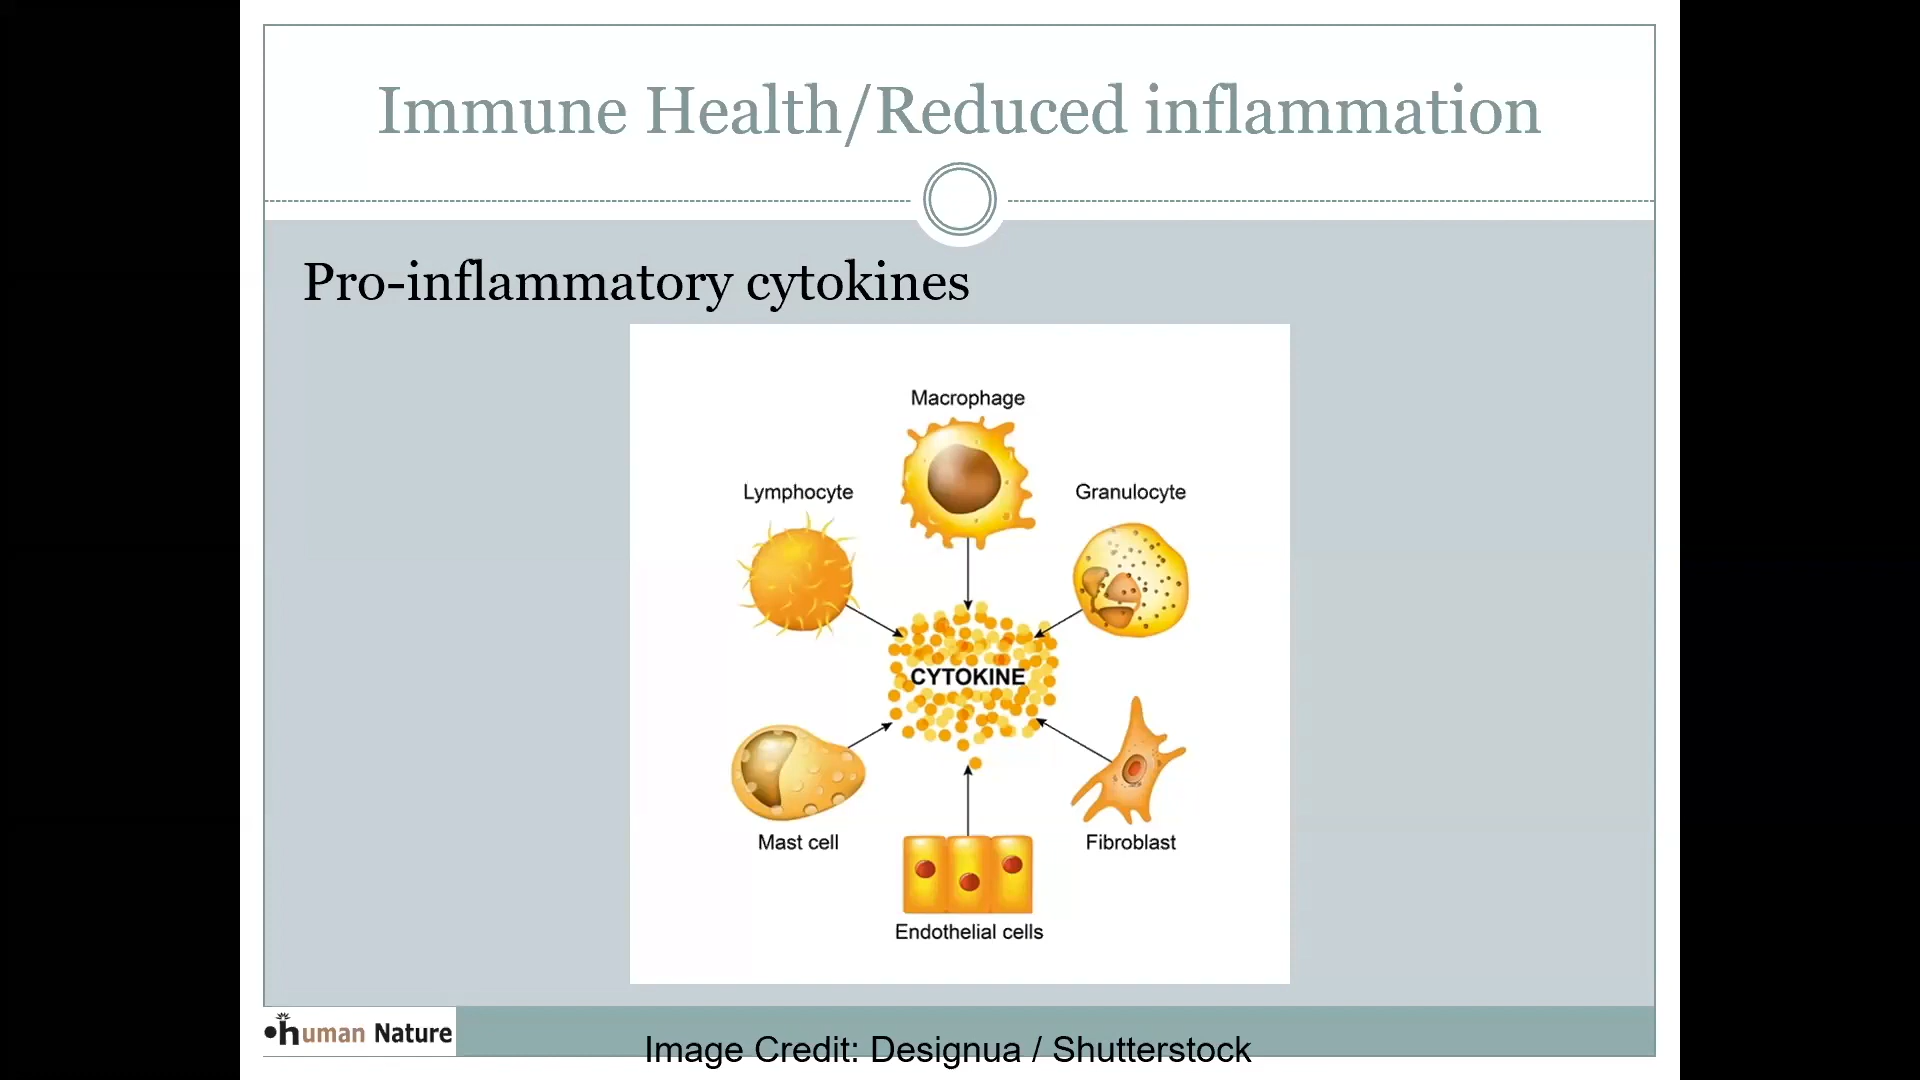 Immune Health/Reduced inflammation
Pro-inflammatory cytokines
Macrophage
Lymphocyte
Granulocyte
CYTOKINE
Mast cell
Fibroblast
Endothelial cells
human Nature
Image Credit: Designua / Shutterstock